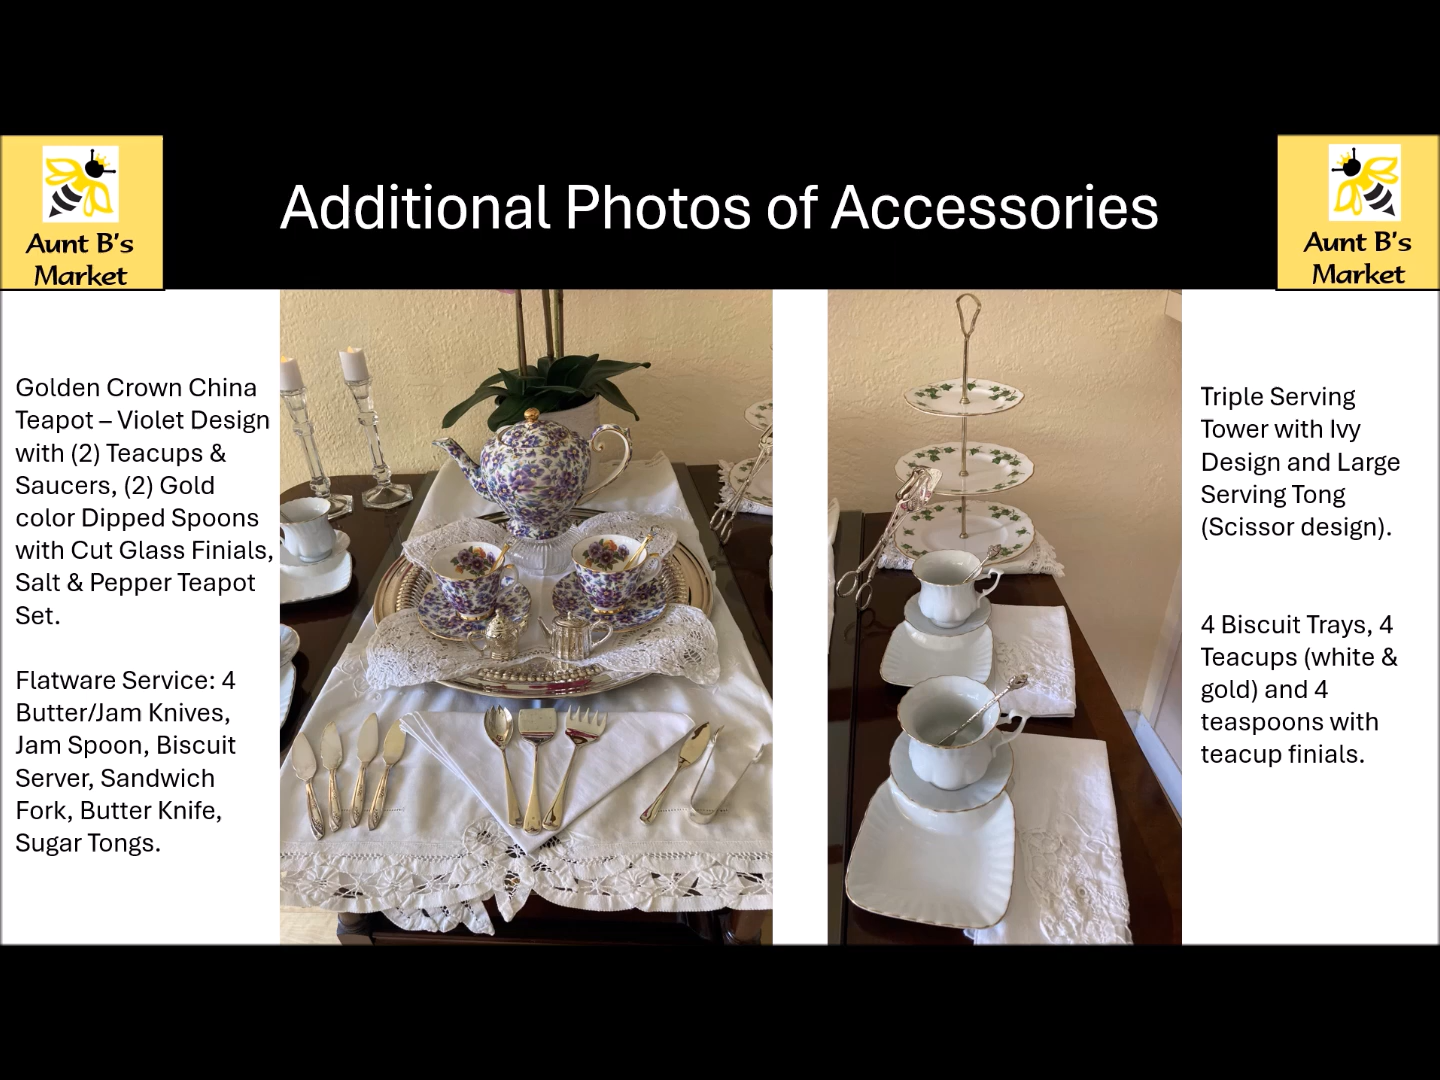 Aunt B's
Market
Additional Photos of Accessories
Aunt B's
Market
Golden Crown China
Teapot – Violet Design
with (2) Teacups &
Saucers, (2) Gold
color Dipped Spoons
with Cut Glass Finials,
Salt & Pepper Teapot
Set.
Flatware Service: 4
Butter/Jam Knives,
Jam Spoon, Biscuit
Server, Sandwich
Fork, Butter Knife,
Sugar Tongs.
Triple Serving
Tower with Ivy
Design and Large
Serving Tong
(Scissor design).
4 Biscuit Trays, 4
Teacups (white &
gold) and 4
teaspoons with
teacup finials.